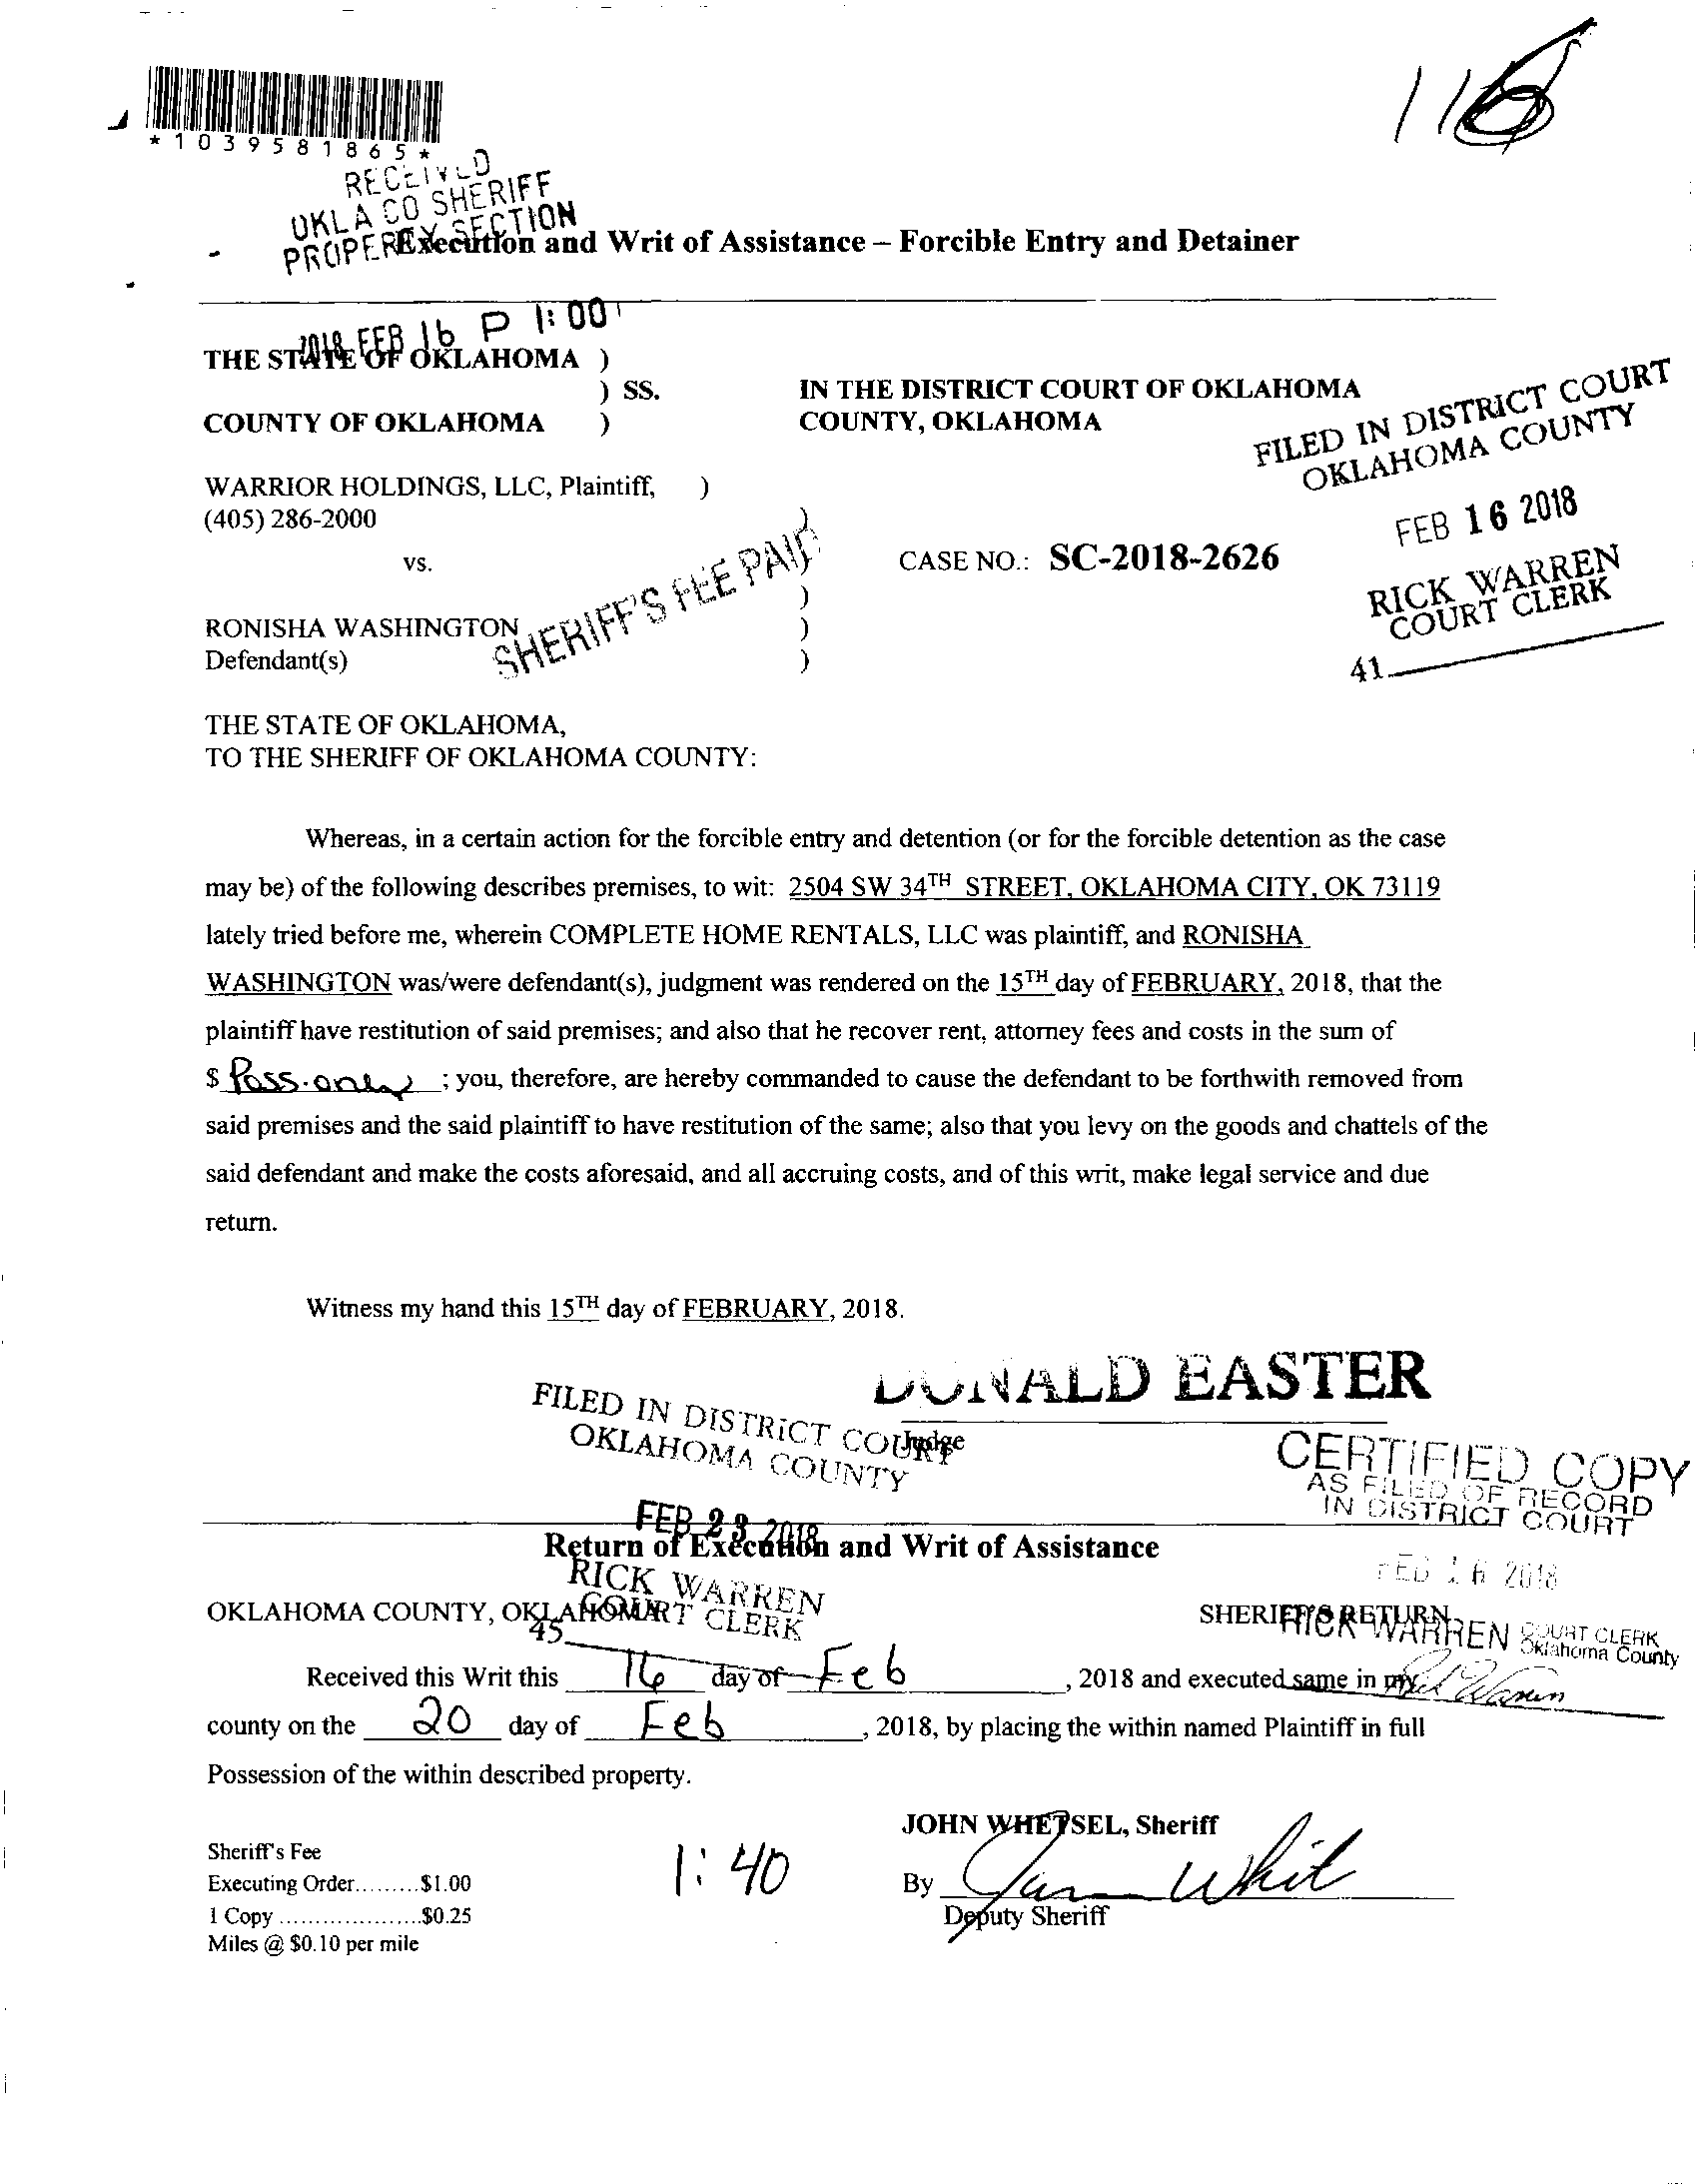 *1039581865*
116
RECEIVED
OKLA CO SHERIFF
PROPERTY SECTION
Execution and Writ of Assistance – Forcible Entry and Detainer
2018 FEB 16 P 1:00
THE STATE OF OKLAHOMA )
) SS.
COUNTY OF OKLAHOMA )
IN THE DISTRICT COURT OF OKLAHOMA
COUNTY, OKLAHOMA
FILED IN DISTRICT COURT
OKLAHOMA COUNTY
FEB 16 2018
RICK WARREN
COURT CLERK
41
WARRIOR HOLDINGS, LLC, Plaintiff, )
(405) 286-2000 )
vs.
CASE NO.: SC-2018-2626
SHERIFF'S FEE PAID
)
RONISHA WASHINGTON )
Defendant(s) )
THE STATE OF OKLAHOMA,
TO THE SHERIFF OF OKLAHOMA COUNTY:
Whereas, in a certain action for the forcible entry and detention (or for the forcible detention as the case
may be) of the following describes premises, to wit: 2504 SW 34TH STREET, OKLAHOMA CITY, OK 73119
lately tried before me, wherein COMPLETE HOME RENTALS, LLC was plaintiff, and RONISHA
WASHINGTON was/were defendant(s), judgment was rendered on the 15TH day of FEBRUARY, 2018, that the
plaintiff have restitution of said premises; and also that he recover rent, attorney fees and costs in the sum of
$ Poss. only ; you, therefore, are hereby commanded to cause the defendant to be forthwith removed from
said premises and the said plaintiff to have restitution of the same; also that you levy on the goods and chattels of the
said defendant and make the costs aforesaid, and all accruing costs, and of this writ, make legal service and due
return.
Witness my hand this 15TH day of FEBRUARY, 2018.
DONALD EASTER
Judge
FILED IN DISTRICT COURT
OKLAHOMA COUNTY
FEB 23 2018
RICK WARREN
COURT CLERK
45
CERTIFIED COPY
AS FILED OF RECORD
IN DISTRICT COURT
FEB 16 2018
RICK WARREN COURT CLERK
Oklahoma County
Return of Execution and Writ of Assistance
OKLAHOMA COUNTY, OKLAHOMA
SHERIFF'S RETURN
Received this Writ this 16 day of Feb, 2018 and executed same in my
county on the 20 day of Feb, 2018, by placing the within named Plaintiff in full
Possession of the within described property.
JOHN WHETSEL, Sheriff
Sheriff's Fee
Executing Order.........$1.00
1 Copy ....................$0.25
Miles @ $0.10 per mile
1:40
By
Deputy Sheriff